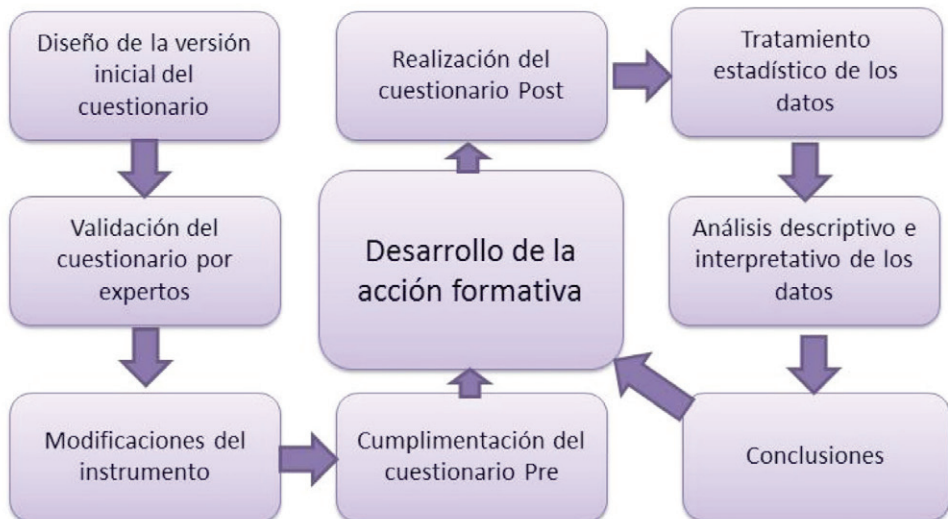 Diseño de la versión
inicial del
cuestionario
Validación del
cuestionario por
expertos
Modificaciones del
instrumento
Cumplimentación del
cuestionario Pre
Desarrollo de la
acción formativa
Realización del
cuestionario Post
Tratamiento
estadístico de los
datos
Análisis descriptivo e
interpretativo de los
datos
Conclusiones